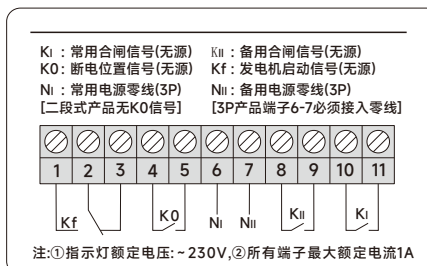 KI：常用合闸信号(无源) KII：备用合闸信号(无源)
K0：断电位置信号(无源) Kf：发电机启动信号(无源)
NI：常用电源零线(3P) NII：备用电源零线(3P)
[二段式产品无K0信号] [3P产品端子6-7必须接入零线]
1 2 3 4 5 6 7 8 9 10 11
Kf K0 NI NII KII KI
注:①指示灯额定电压:~230V,②所有端子最大额定电流1A